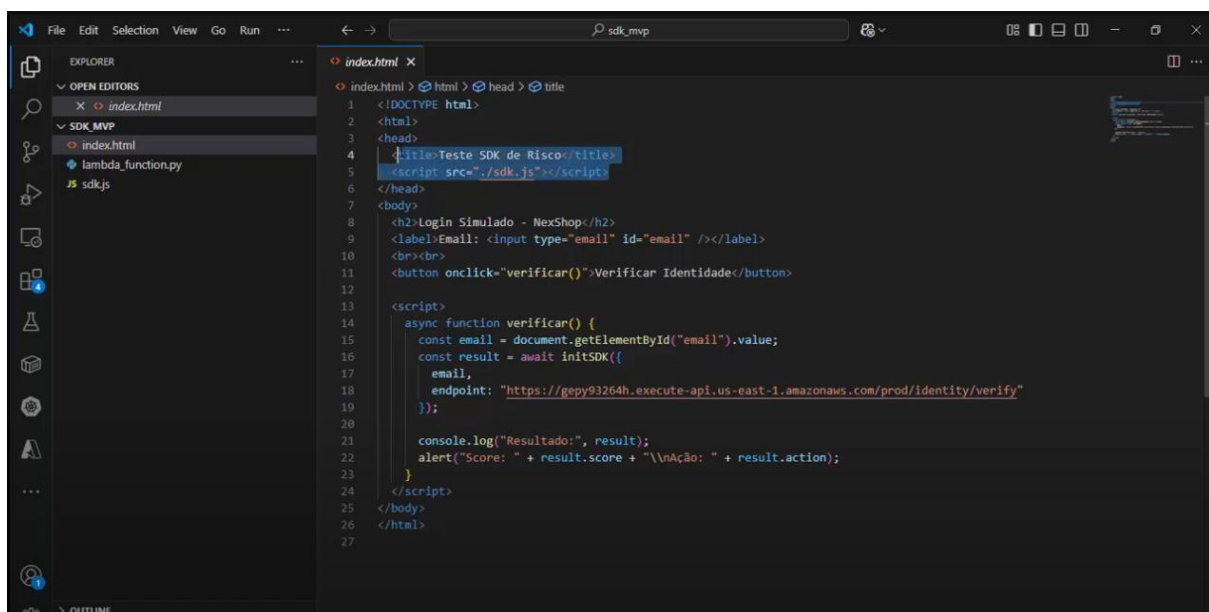 File Edit Selection View Go Run ··· sdk_mvp
EXPLORER ···
OPEN EDITORS
index.html
SDK_MVP
index.html
lambda_function.py
JS sdk.js
OUTLINE
4
1
index.html
index.html > html > head > title
1 <!DOCTYPE html>
2 <html>
3 <head>
4 <title>Teste SDK de Risco</title>
5 <script src="./sdk.js"></script>
6 </head>
7 <body>
8 <h2>Login Simulado - NexShop</h2>
9 <label>Email: <input type="email" id="email" /></label>
10 <br><br>
11 <button onclick="verificar()">Verificar Identidade</button>
12
13 <script>
14 async function verificar() {
15 const email = document.getElementById("email").value;
16 const result = await initSDK({
17 email,
18 endpoint: "https://gepy93264h.execute-api.us-east-1.amazonaws.com/prod/identity/verify"
19 });
20
21 console.log("Resultado:", result);
22 alert("Score: " + result.score + "\\nAção: " + result.action);
23 }
24 </script>
25 </body>
26 </html>
27